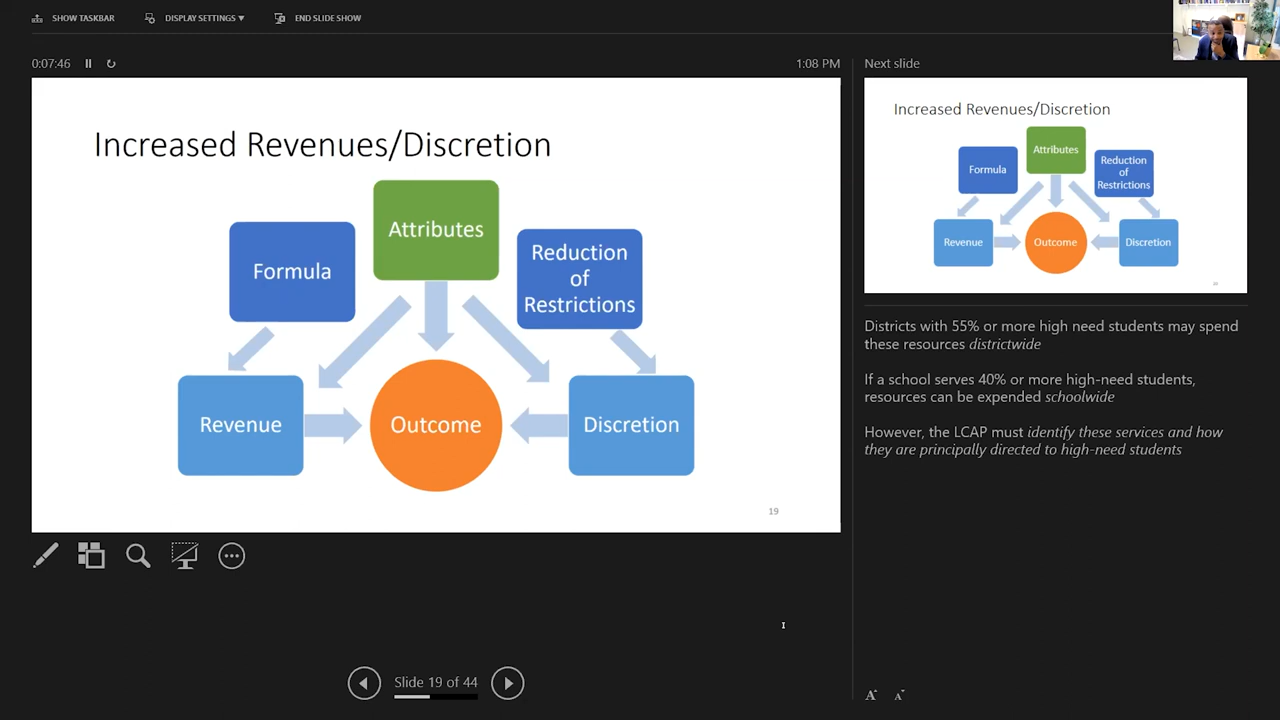 SHOW TASKBAR
DISPLAY SETTINGS ▼
END SLIDE SHOW
0:07:46
1:08 PM
Increased Revenues/Discretion
Attributes
Formula
Reduction
of
Restrictions
Revenue
Outcome
Discretion
19
Slide 19 of 44
Next slide
Increased Revenues/Discretion
Attributes
Formula
Reduction
of
Restrictions
Revenue
Outcome
Discretion
Districts with 55% or more high need students may spend
these resources districtwide
If a school serves 40% or more high-need students,
resources can be expended schoolwide
However, the LCAP must identify these services and how
they are principally directed to high-need students
A
A